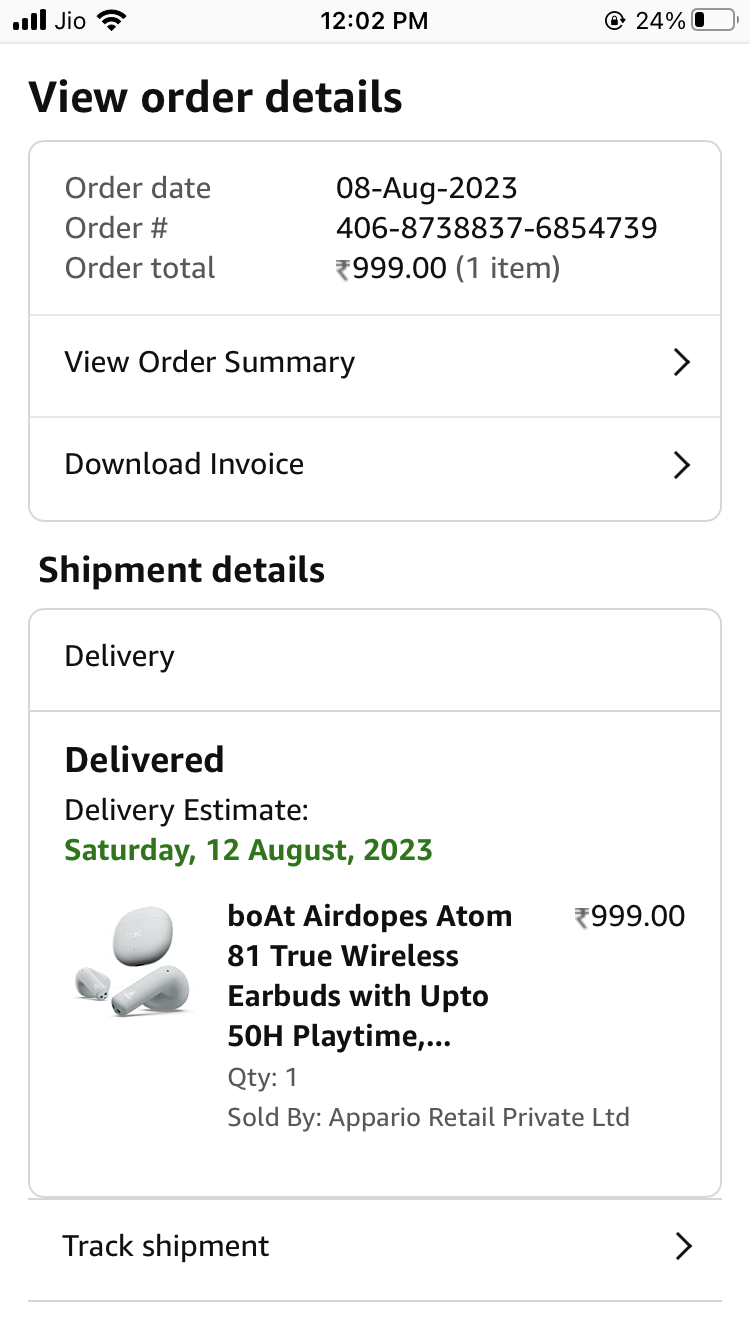 Jio 12:02 PM 24%
View order details
Order date 08-Aug-2023
Order # 406-8738837-6854739
Order total ₹999.00 (1 item)
View Order Summary
Download Invoice
Shipment details
Delivery
Delivered
Delivery Estimate:
Saturday, 12 August, 2023
boAt Airdopes Atom ₹999.00
81 True Wireless
Earbuds with Upto
50H Playtime,...
Qty: 1
Sold By: Appario Retail Private Ltd
Track shipment